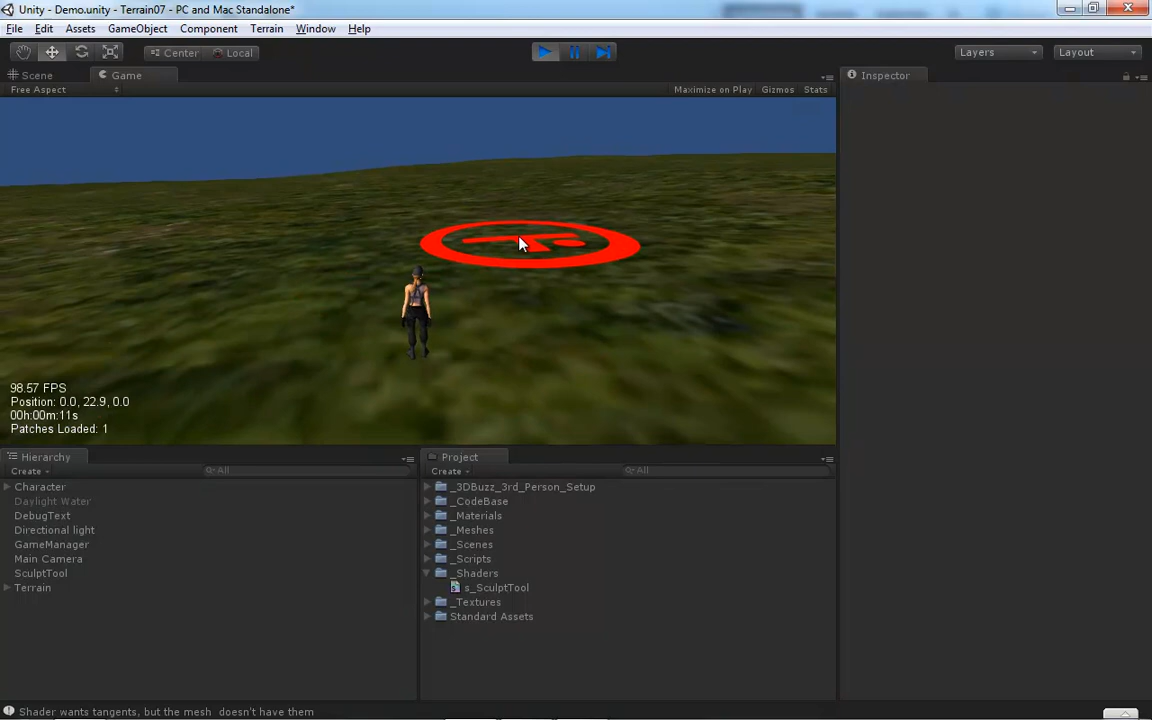 Unity - Demo.unity - Terrain07 - PC and Mac Standalone*
File Edit Assets GameObject Component Terrain Window Help
Center Local Layers Layout
Scene Game Inspector
Free Aspect Maximize on Play Gizmos Stats
98.57 FPS
Position: 0.0, 22.9, 0.0
00h:00m:11s
Patches Loaded: 1
Hierarchy
Create All
Character
Daylight Water
DebugText
Directional light
GameManager
Main Camera
SculptTool
Terrain
Project
Create All
_3DBuzz_3rd_Person_Setup
_CodeBase
_Materials
_Meshes
_Scenes
_Scripts
_Shaders
s_SculptTool
_Textures
Standard Assets
Shader wants tangents, but the mesh  doesn't have them